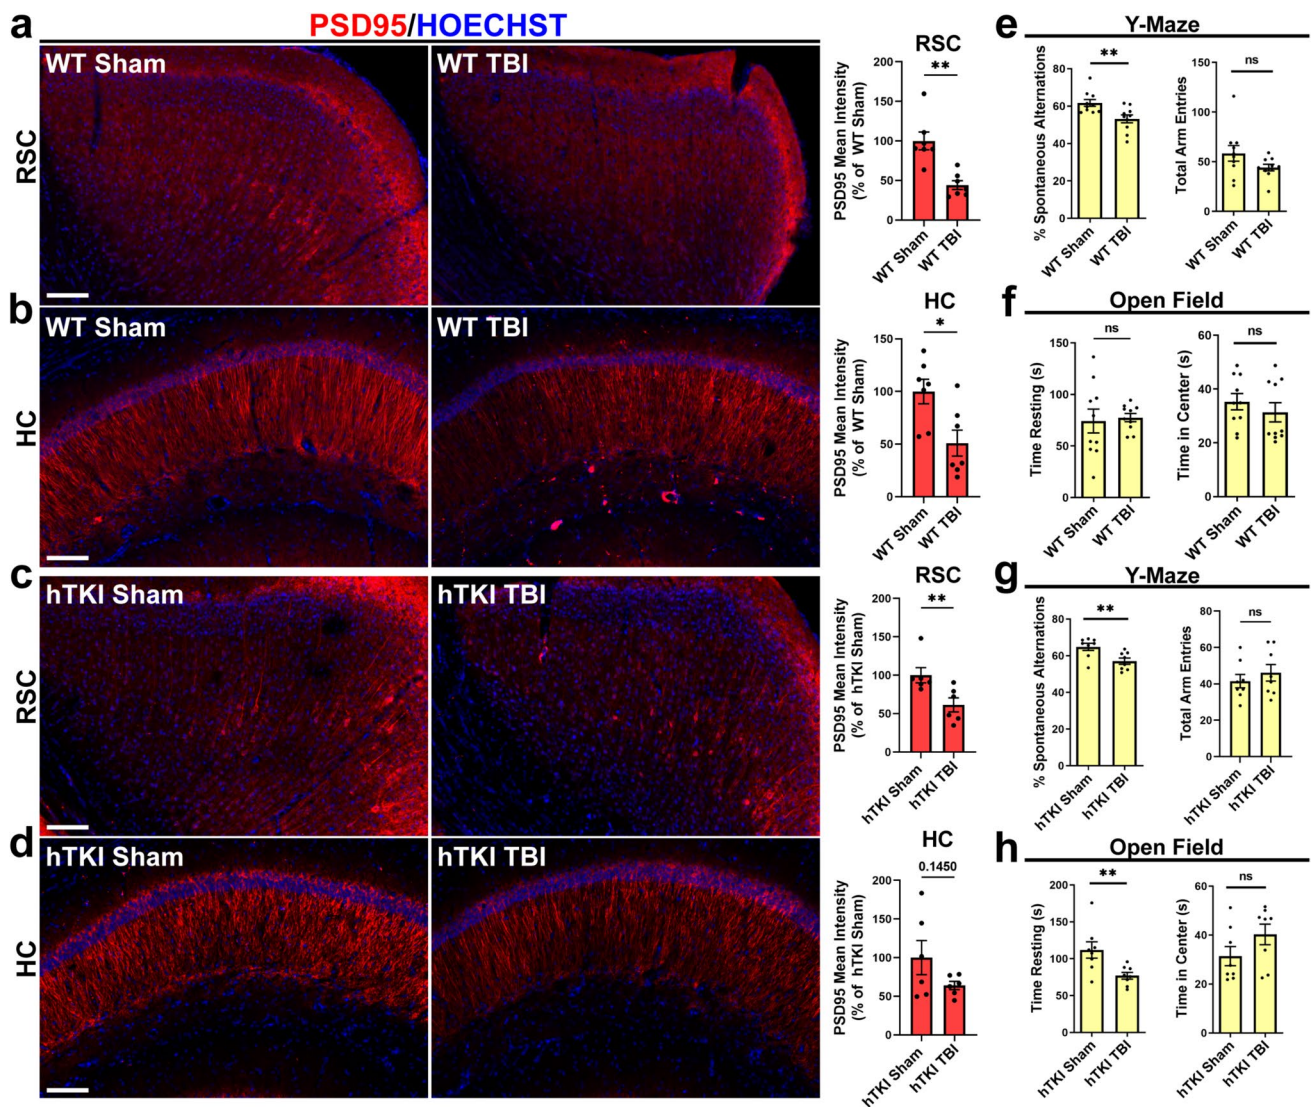 a
PSD95/HOECHST
RSC
WT Sham
WT TBI
RSC
**
PSD95 Mean Intensity
(% of WT Sham)
200
150
100
50
0
WT Sham
WT TBI
b
HC
WT Sham
WT TBI
HC
*
PSD95 Mean Intensity
(% of WT Sham)
150
100
50
0
WT Sham
WT TBI
c
RSC
hTKI Sham
hTKI TBI
RSC
**
PSD95 Mean Intensity
(% of hTKI Sham)
200
150
100
50
0
hTKI Sham
hTKI TBI
d
HC
hTKI Sham
hTKI TBI
HC
0.1450
PSD95 Mean Intensity
(% of hTKI Sham)
200
150
100
50
0
hTKI Sham
hTKI TBI
e
Y-Maze
**
% Spontaneous Alternations
80
60
40
20
0
WT Sham
WT TBI
ns
Total Arm Entries
150
100
50
0
WT Sham
WT TBI
f
Open Field
ns
Time Resting (s)
150
100
50
0
WT Sham
WT TBI
ns
Time in Center (s)
60
40
20
0
WT Sham
WT TBI
g
Y-Maze
**
% Spontaneous Alternations
80
60
40
20
0
hTKI Sham
hTKI TBI
ns
Total Arm Entries
80
60
40
20
0
hTKI Sham
hTKI TBI
h
Open Field
**
Time Resting (s)
200
150
100
50
0
hTKI Sham
hTKI TBI
ns
Time in Center (s)
60
40
20
0
hTKI Sham
hTKI TBI